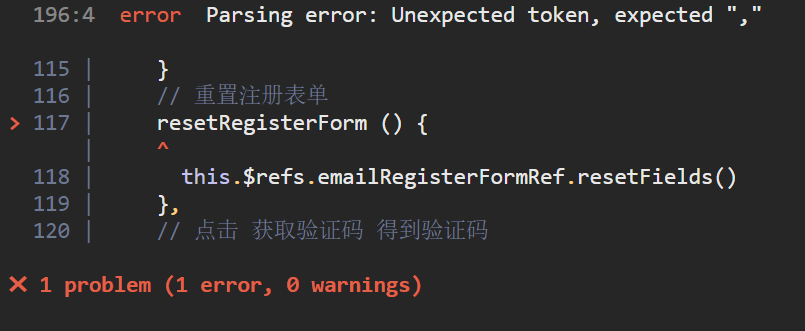 196:4  error  Parsing error: Unexpected token, expected ","
115 |     }
116 |     // 重置注册表单
> 117 |     resetRegisterForm () {
|     ^
118 |       this.$refs.emailRegisterFormRef.resetFields()
119 |     },
120 |     // 点击 获取验证码 得到验证码
✕ 1 problem (1 error, 0 warnings)